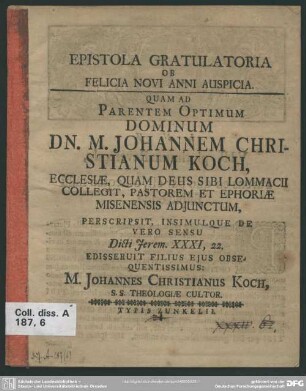 EPISTOLA GRATULATORIA
OB
FELICIA NOVI ANNI AUSPICIA.
QUAM AD
PARENTEM OPTIMUM
DOMINUM
DN. M. JOHANNEM CHRI-
STIANUM KOCH,
ECCLESIÆ, QUAM DEUS SIBI LOMMACII
COLLEGIT, PASTOREM ET EPHORIÆ
MISENENSIS ADJUNCTUM,
PERSCRIPSIT, INSIMULQUE DE
VERO SENSU
Dicti Jerem. XXXI, 22.
EDISSERUIT FILIUS EJUS OBSE-
QUENTISSIMUS:
M. JOHANNES CHRISTIANUS KOCH,
S. S. THEOLOGIÆ CULTOR.
TYPIS ZUNKELII.
Coll. diss. A
187, 6